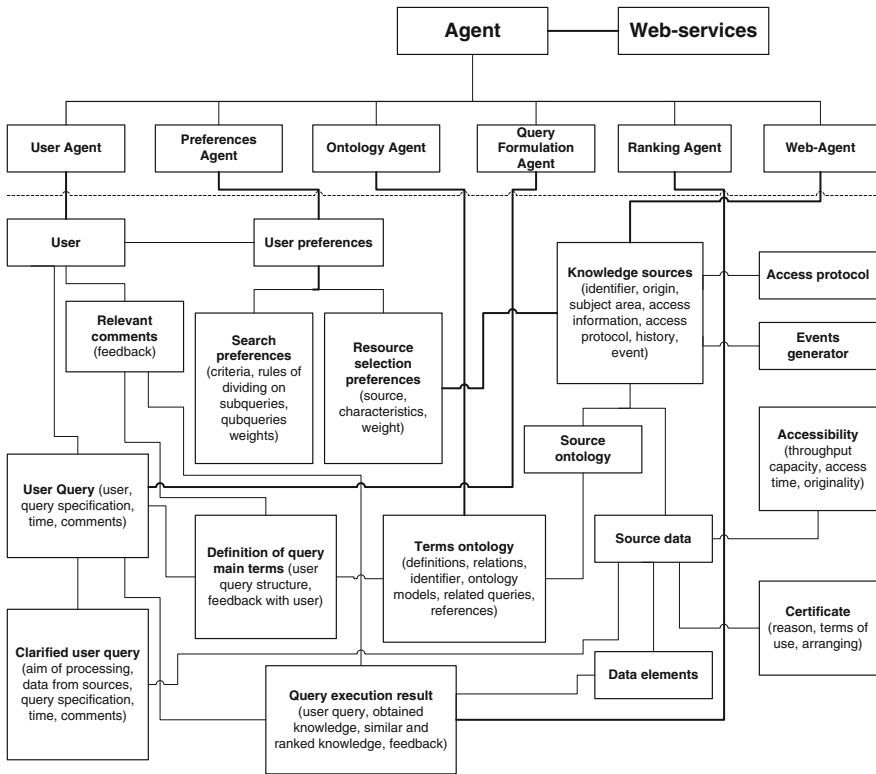 Agent
Web-services
User Agent
Preferences
Agent
Ontology Agent
Query
Formulation
Agent
Ranking Agent
Web-Agent
User
User preferences
Knowledge sources
(identifier, origin,
subject area, access
information, access
protocol, history,
event)
Access protocol
Events
generator
Relevant
comments
(feedback)
Search
preferences
(criteria, rules of
dividing on
subqueries,
qubqueries
weights)
Resource
selection
preferences
(source,
characteristics,
weight)
Source
ontology
Accessibility
(throughput
capacity, access
time, originality)
User Query (user,
query specification,
time, comments)
Definition of query
main terms (user
query structure,
feedback with user)
Terms ontology
(definitions, relations,
identifier, ontology
models, related queries,
references)
Source data
Certificate
(reason, terms of
use, arranging)
Clarified user query
(aim of processing,
data from sources,
query specification,
time, comments)
Query execution result
(user query, obtained
knowledge, similar and
ranked knowledge, feedback)
Data elements